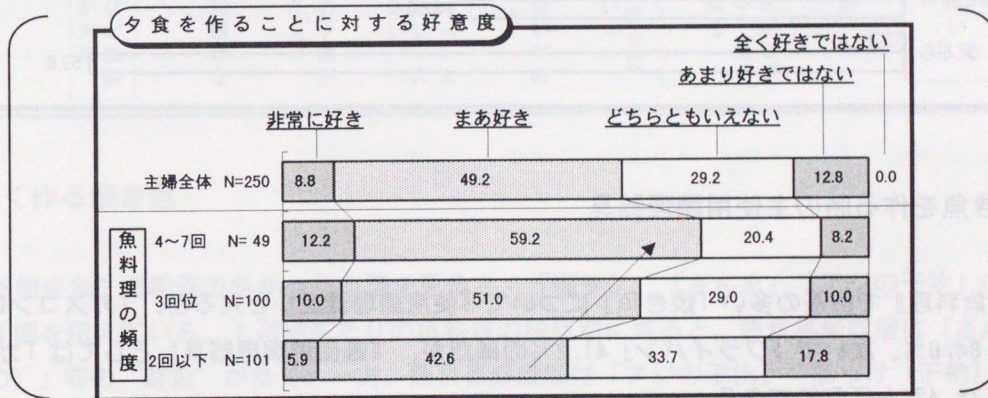 夕食を作ることに対する好意度
全く好きではない
あまり好きではない
非常に好き まあ好き どちらともいえない
主婦全体 N=250 4.8 49.2 29.2 12.8 0.0
魚料理の頻度
4～7回 N= 49 12.2 59.2 20.4 8.2
3回位 N=100 10.0 51.0 29.0 10.0
2回以下 N=101 5.9 42.6 33.7 17.8